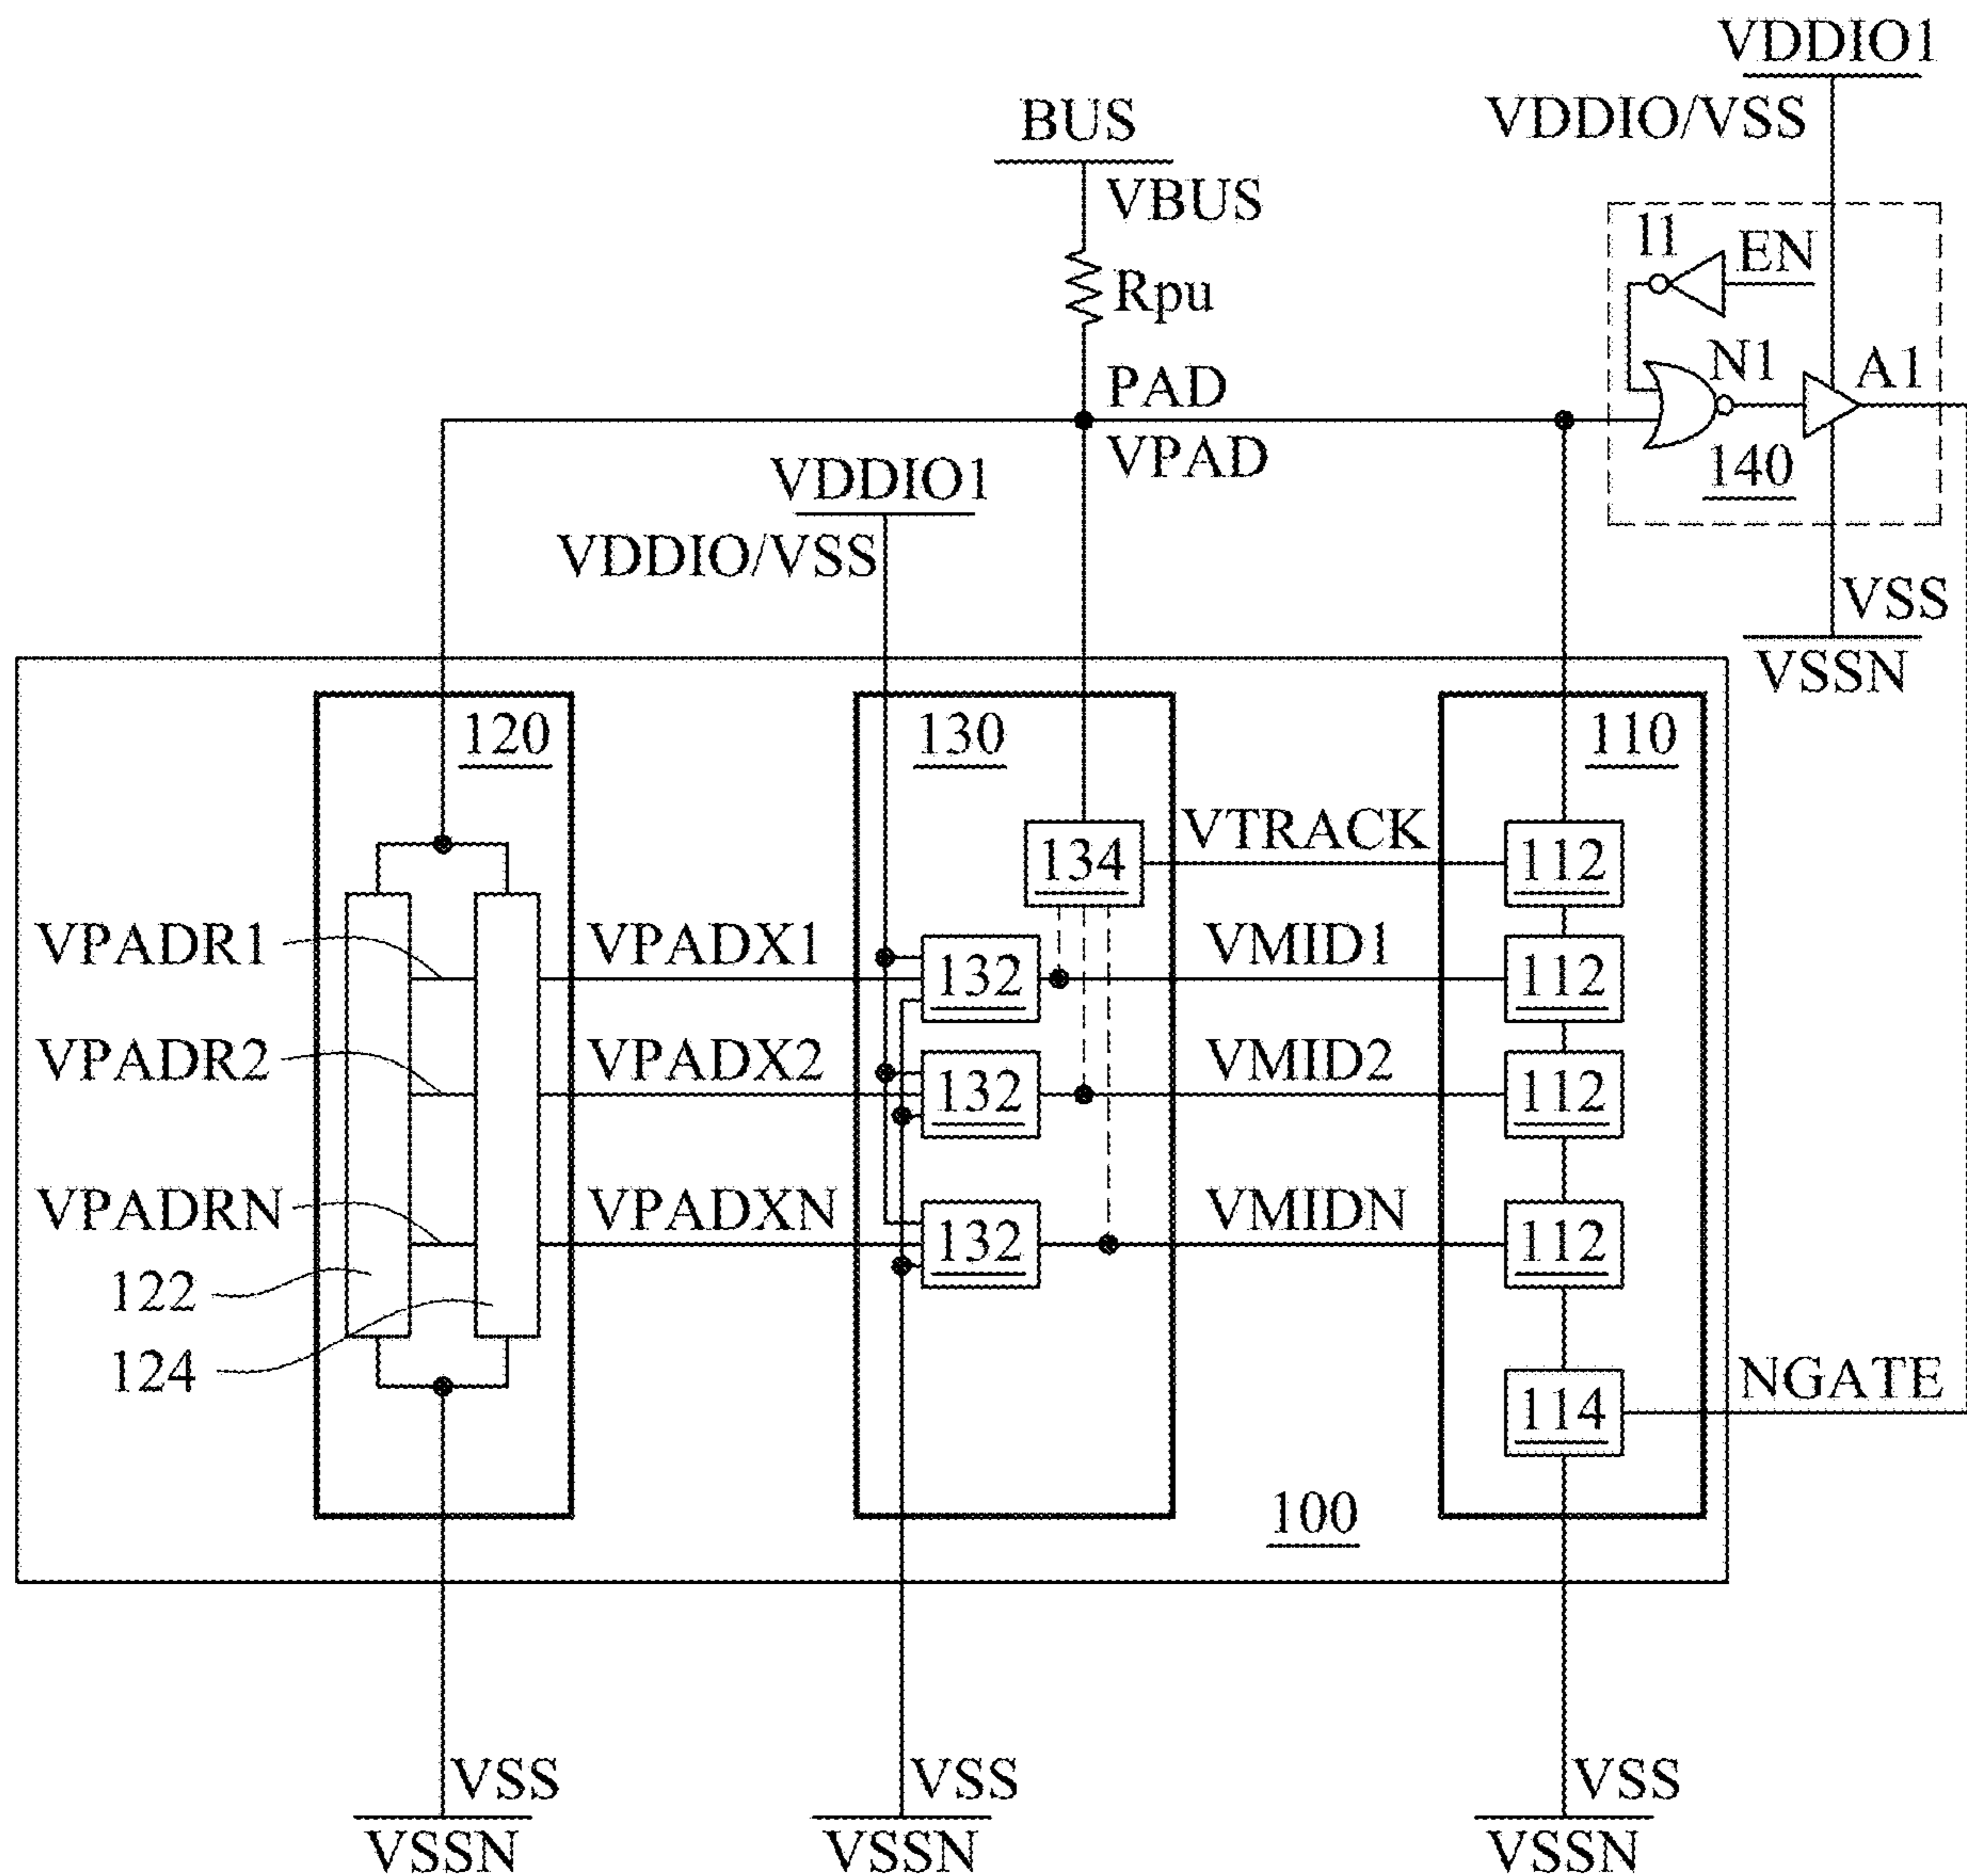 VDDIO1
VDDIO/VSS
BUS
VBUS
I1
EN
Rpu
N1
A1
PAD
VPAD
140
VDDIO1
VDDIO/VSS
VSS
VSSN
120
130
110
134
VTRACK
112
VPADR1
VPADX1
132
VMID1
112
VPADR2
VPADX2
132
VMID2
112
VPADRN
VPADXN
132
VMIDN
112
122
124
114
NGATE
100
VSS
VSS
VSS
VSSN
VSSN
VSSN